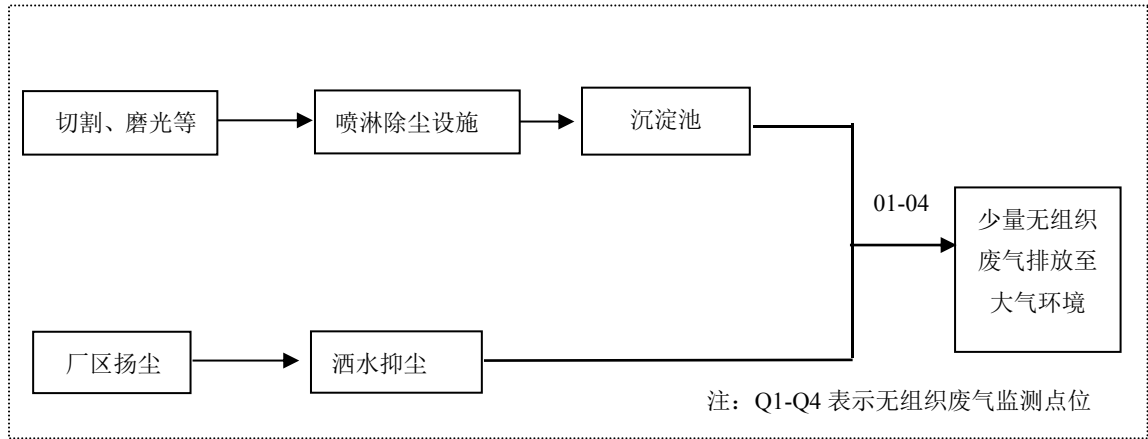 切割、磨光等
喷淋除尘设施
沉淀池
01-04
少量无组织
废气排放至
大气环境
厂区扬尘
洒水抑尘
注：Q1-Q4 表示无组织废气监测点位